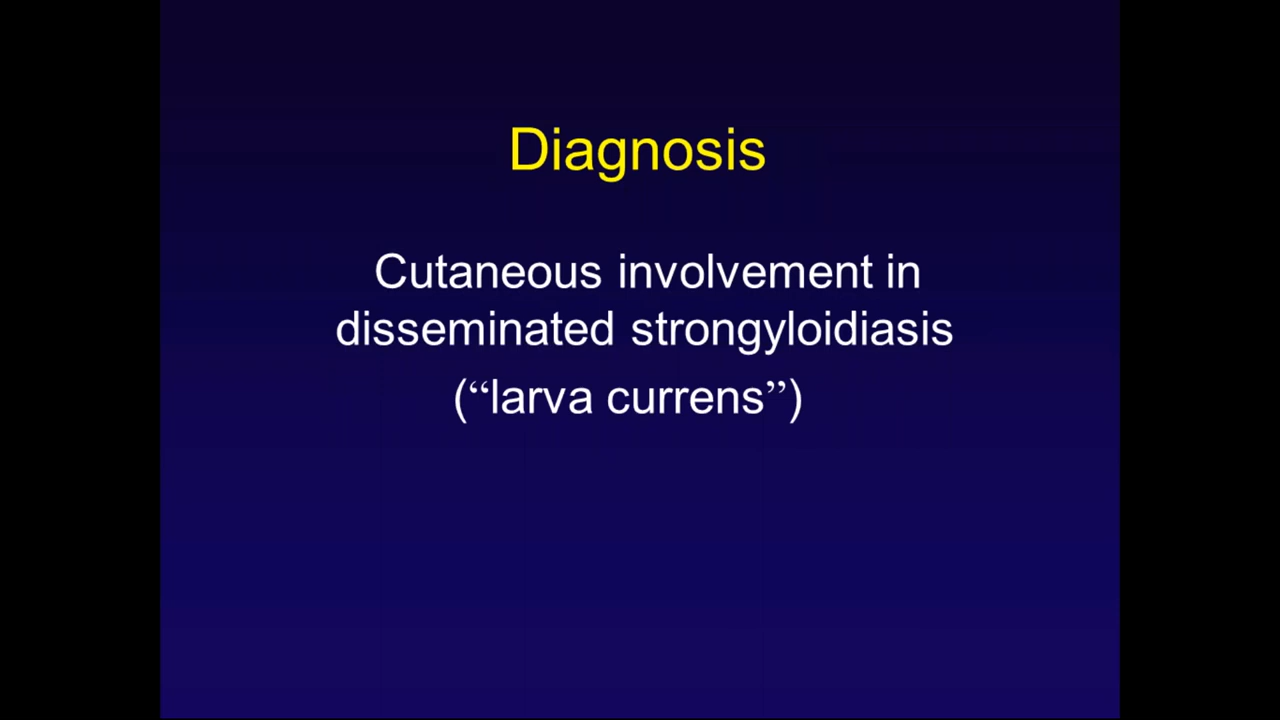 Diagnosis
Cutaneous involvement in
disseminated strongyloidiasis
(“larva currens”)